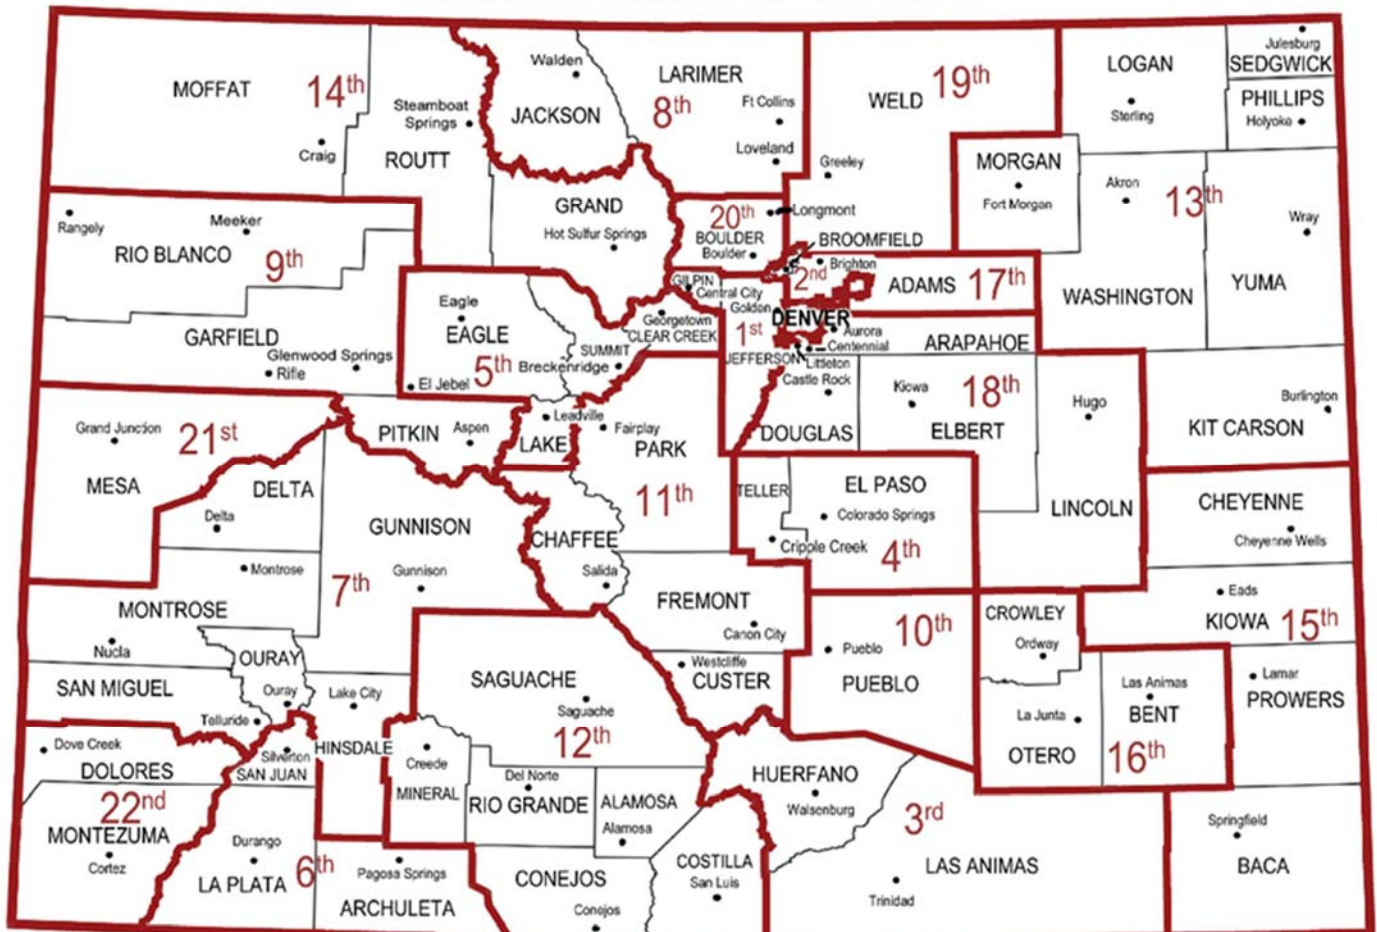 MOFFAT
14th
Craig
Steamboat
Springs
ROUTT
Walden
JACKSON
LARIMER
8th
Ft Collins
Loveland
WELD
19th
Greeley
LOGAN
Sterling
Julesburg
SEDGWICK
PHILLIPS
Holyoke
MORGAN
Fort Morgan
Akron
13th
Wray
YUMA
WASHINGTON
Rangely
Meeker
RIO BLANCO
9th
GRAND
Hot Sulfur Springs
20th
Longmont
BOULDER
Boulder
BROOMFIELD
2nd
Brighton
ADAMS
17th
GILPIN
Central City
Golden
DENVER
GARFIELD
Glenwood Springs
Rifle
Eagle
EAGLE
5th
El Jebel
Georgetown
CLEAR CREEK
SUMMIT
Breckenridge
1st
JEFFERSON
Aurora
Centennial
Littleton
Castle Rock
ARAPAHOE
Kiowa
18th
ELBERT
DOUGLAS
Hugo
LINCOLN
Burlington
KIT CARSON
Grand Junction
21st
MESA
PITKIN
Aspen
Leadville
LAKE
Fairplay
PARK
11th
DELTA
Delta
GUNNISON
Gunnison
7th
CHAFFEE
Salida
TELLER
Cripple Creek
EL PASO
Colorado Springs
4th
CHEYENNE
Cheyenne Wells
Montrose
MONTROSE
Nucla
OURAY
Ouray
FREMONT
Canon City
10th
Pueblo
PUEBLO
CROWLEY
Ordway
Eads
KIOWA
15th
SAN MIGUEL
Telluride
Lake City
SAGUACHE
Saguache
12th
Westcliffe
CUSTER
La Junta
OTERO
Las Animas
BENT
16th
Lamar
PROWERS
Dove Creek
DOLORES
22nd
MONTEZUMA
Cortez
Silverton
SAN JUAN
HINSDALE
Creede
MINERAL
Del Norte
RIO GRANDE
ALAMOSA
Alamosa
HUERFANO
Walsenburg
3rd
LAS ANIMAS
Trinidad
Springfield
BACA
Durango
LA PLATA
6th
Pagosa Springs
ARCHULETA
CONEJOS
Conejos
COSTILLA
San Luis